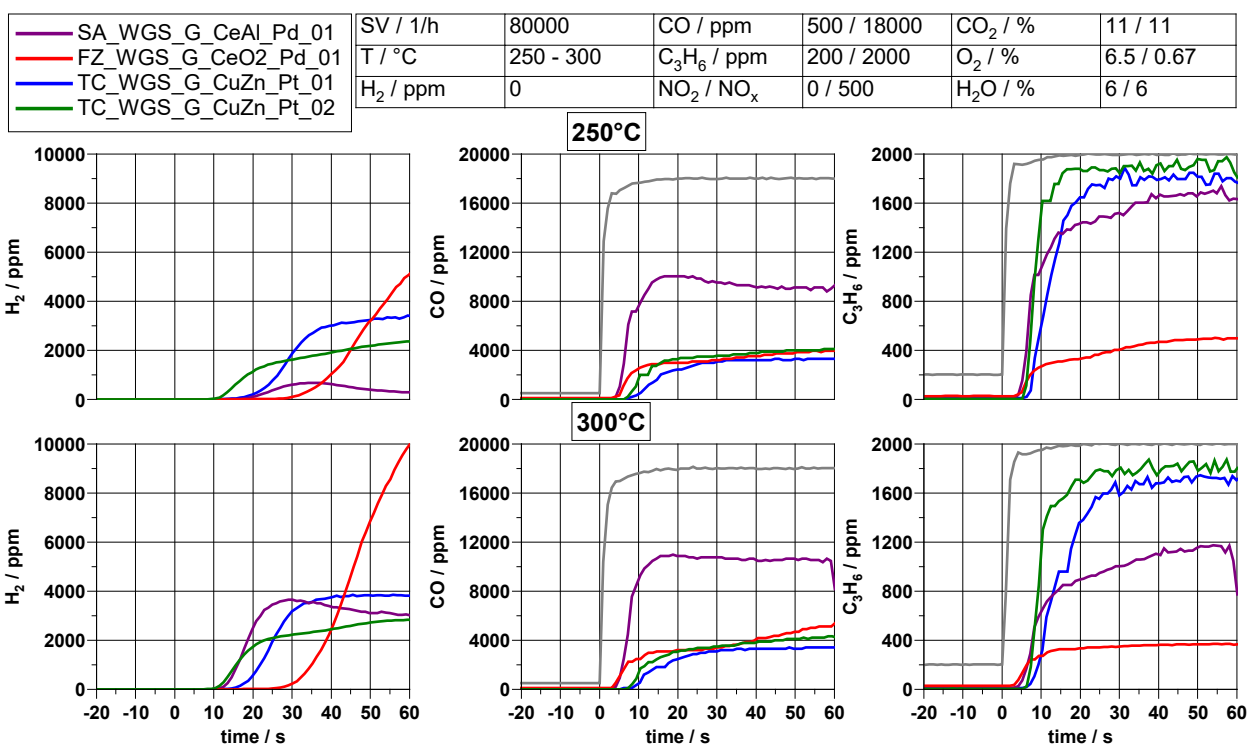 SA_WGS_G_CeAl_Pd_01
FZ_WGS_G_CeO2_Pd_01
TC_WGS_G_CuZn_Pt_01
TC_WGS_G_CuZn_Pt_02
SV / 1/h 80000 CO / ppm 500 / 18000 CO₂ / % 11 / 11
T / °C 250 - 300 C₃H₆ / ppm 200 / 2000 O₂ / % 6.5 / 0.67
H₂ / ppm 0 NO₂ / NOₓ 0 / 500 H₂O / % 6 / 6
250°C
H₂ / ppm
10000
8000
6000
4000
2000
0
CO / ppm
20000
16000
12000
8000
4000
0
C₃H₆ / ppm
2000
1600
1200
800
400
0
300°C
H₂ / ppm
10000
8000
6000
4000
2000
0
-20 -10 0 10 20 30 40 50 60
time / s
CO / ppm
20000
16000
12000
8000
4000
0
-20 -10 0 10 20 30 40 50 60
time / s
C₃H₆ / ppm
2000
1600
1200
800
400
0
-20 -10 0 10 20 30 40 50 60
time / s